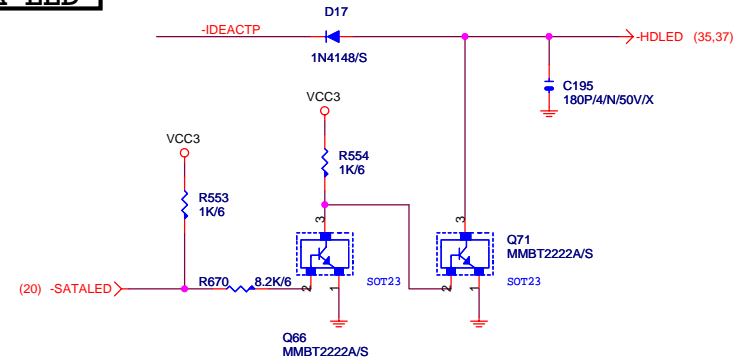 D17
-IDEACTP
-HDLED (35,37)
1N4148/S
C195
180P/4/N/50V/X
VCC3
VCC3
R554
1K/6
R553
1K/6
3
3
Q71
MMBT2222A/S
(20) -SATALED
R670
8.2K/6
2
1
SOT23
2
1
SOT23
Q66
MMBT2222A/S